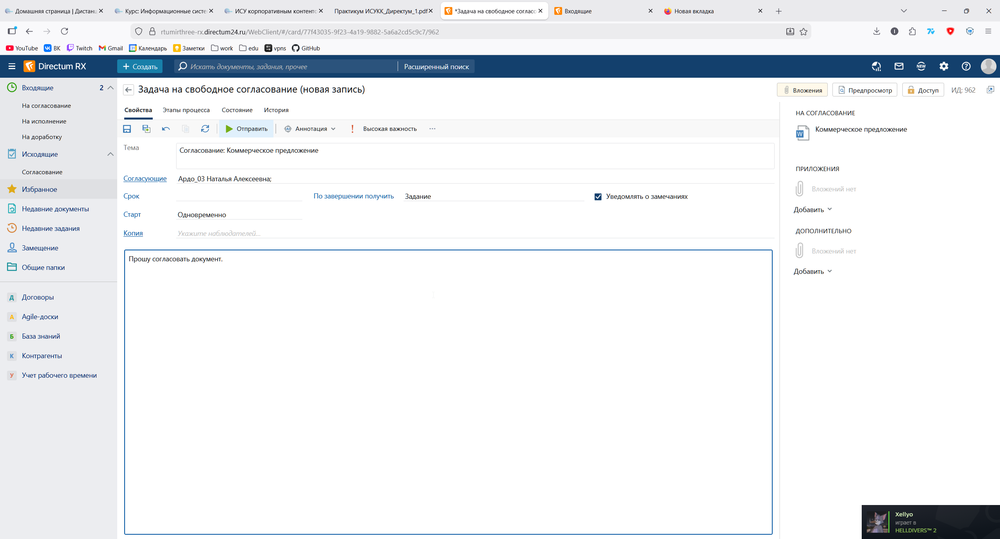 Домашняя страница | Дистанц
Курс: Информационные систе
ИСУ корпоративным контенто
Практикум ИСУКК_Директум_1.pdf
*Задача на свободное согласо
Входящие
Новая вкладка
rtumirthree-rx.directum24.ru/WebClient/#/card/77f43035-9f23-4a19-9882-5a6a2cd5c9c7/962
YouTube
ВК
Twitch
Gmail
31 Календарь
Заметки
work
edu
vpns
GitHub
Directum RX
Создать
Искать документы, задания, прочее
Расширенный поиск
NEW
Входящие 2
На согласование
На исполнение
На доработку
Исходящие
Согласование
Избранное
Недавние документы
Недавние задания
Замещение
Общие папки
Д Договоры
А Agile-доски
Б База знаний
К Контрагенты
У Учет рабочего времени
Задача на свободное согласование (новая запись)
Вложения
Предпросмотр
Доступ
ИД: 962
Свойства
Этапы процесса
Состояние
История
Отправить
AI Аннотация
Высокая важность
Тема
Согласование: Коммерческое предложение
Согласующие
Ардо_03 Наталья Алексеевна;
Срок
По завершении получить
Задание
Уведомлять о замечаниях
Старт
Одновременно
Копия
Укажите наблюдателей...
Прошу согласовать документ.
НА СОГЛАСОВАНИЕ
W Коммерческое предложение
ПРИЛОЖЕНИЯ
Вложений нет
Добавить
ДОПОЛНИТЕЛЬНО
Вложений нет
Добавить
Xellyo
играет в
HELLDIVERS™ 2